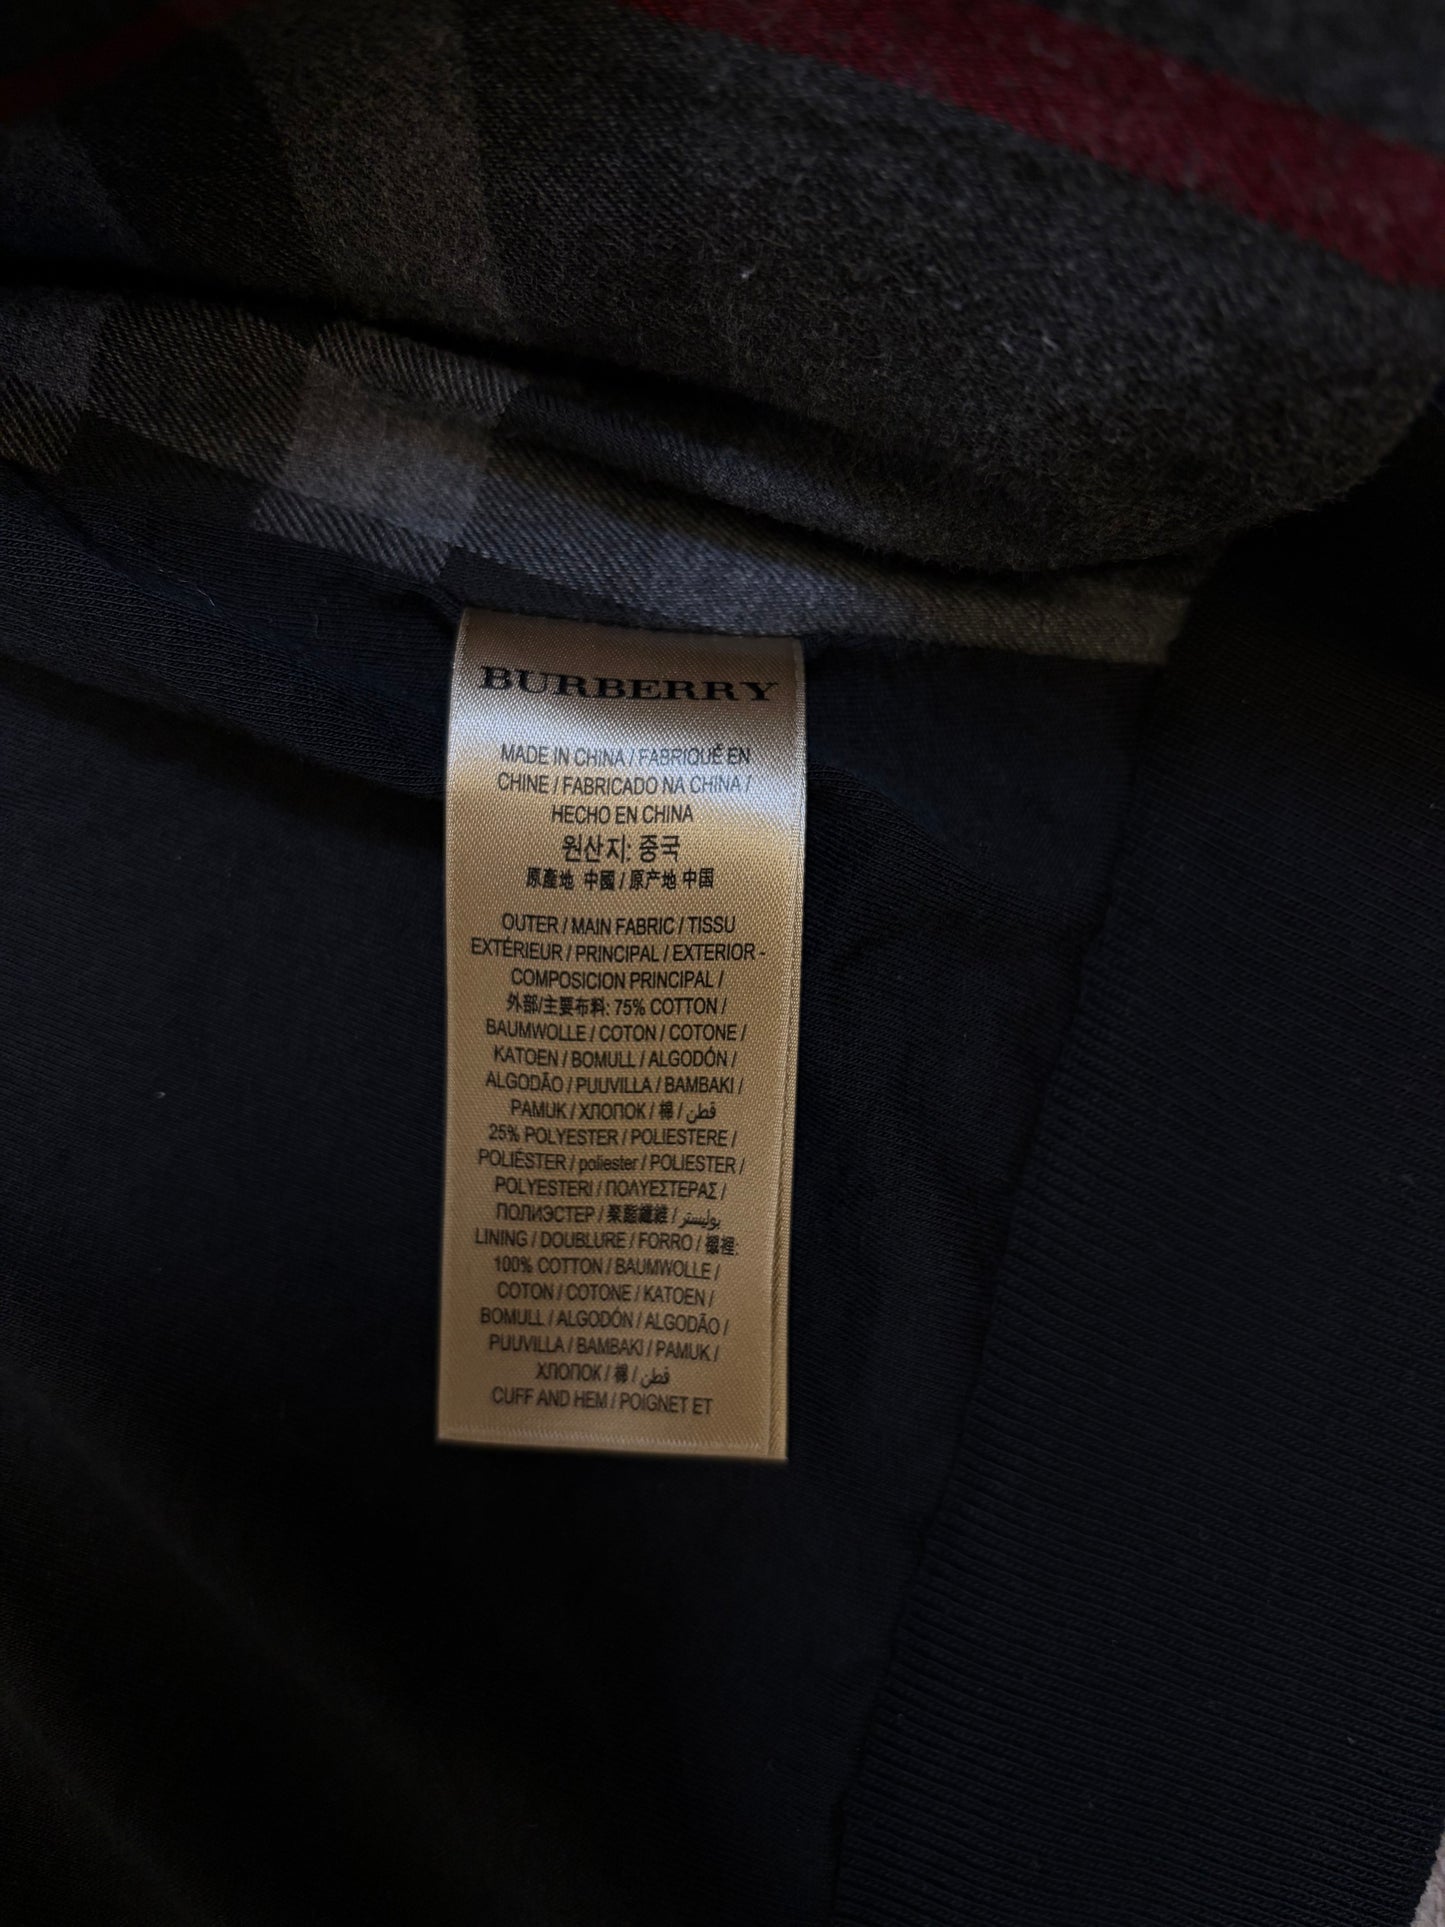 BURBERRY
MADE IN CHINA / FABRIQUÉ EN
CHINE / FABRICADO NA CHINA /
HECHO EN CHINA
원산지: 중국
原產地 中國 / 原产地 中国
OUTER / MAIN FABRIC / TISSU
EXTÉRIEUR / PRINCIPAL / EXTERIOR -
COMPOSICION PRINCIPAL /
外部/主要布料: 75% COTTON /
BAUMWOLLE / COTON / COTONE /
KATOEN / BOMULL / ALGODÓN /
ALGODÃO / PUUVILLA / BAMBAKI /
PAMUK / ХЛОПОК / 棉 / قطن
25% POLYESTER / POLIESTERE /
POLIÉSTER / poliester / POLIESTER /
POLYESTERI / ΠΟΛΥΕΣΤΕΡΑΣ /
ПОЛИЭСТЕР / 聚酯纖維 / بوليستر
LINING / DOUBLURE / FORRO / 襯裡:
100% COTTON / BAUMWOLLE /
COTON / COTONE / KATOEN /
BOMULL / ALGODÓN / ALGODÃO /
PUUVILLA / BAMBAKI / PAMUK /
ХЛОПОК / 棉 / قطن
CUFF AND HEM / POIGNET ET